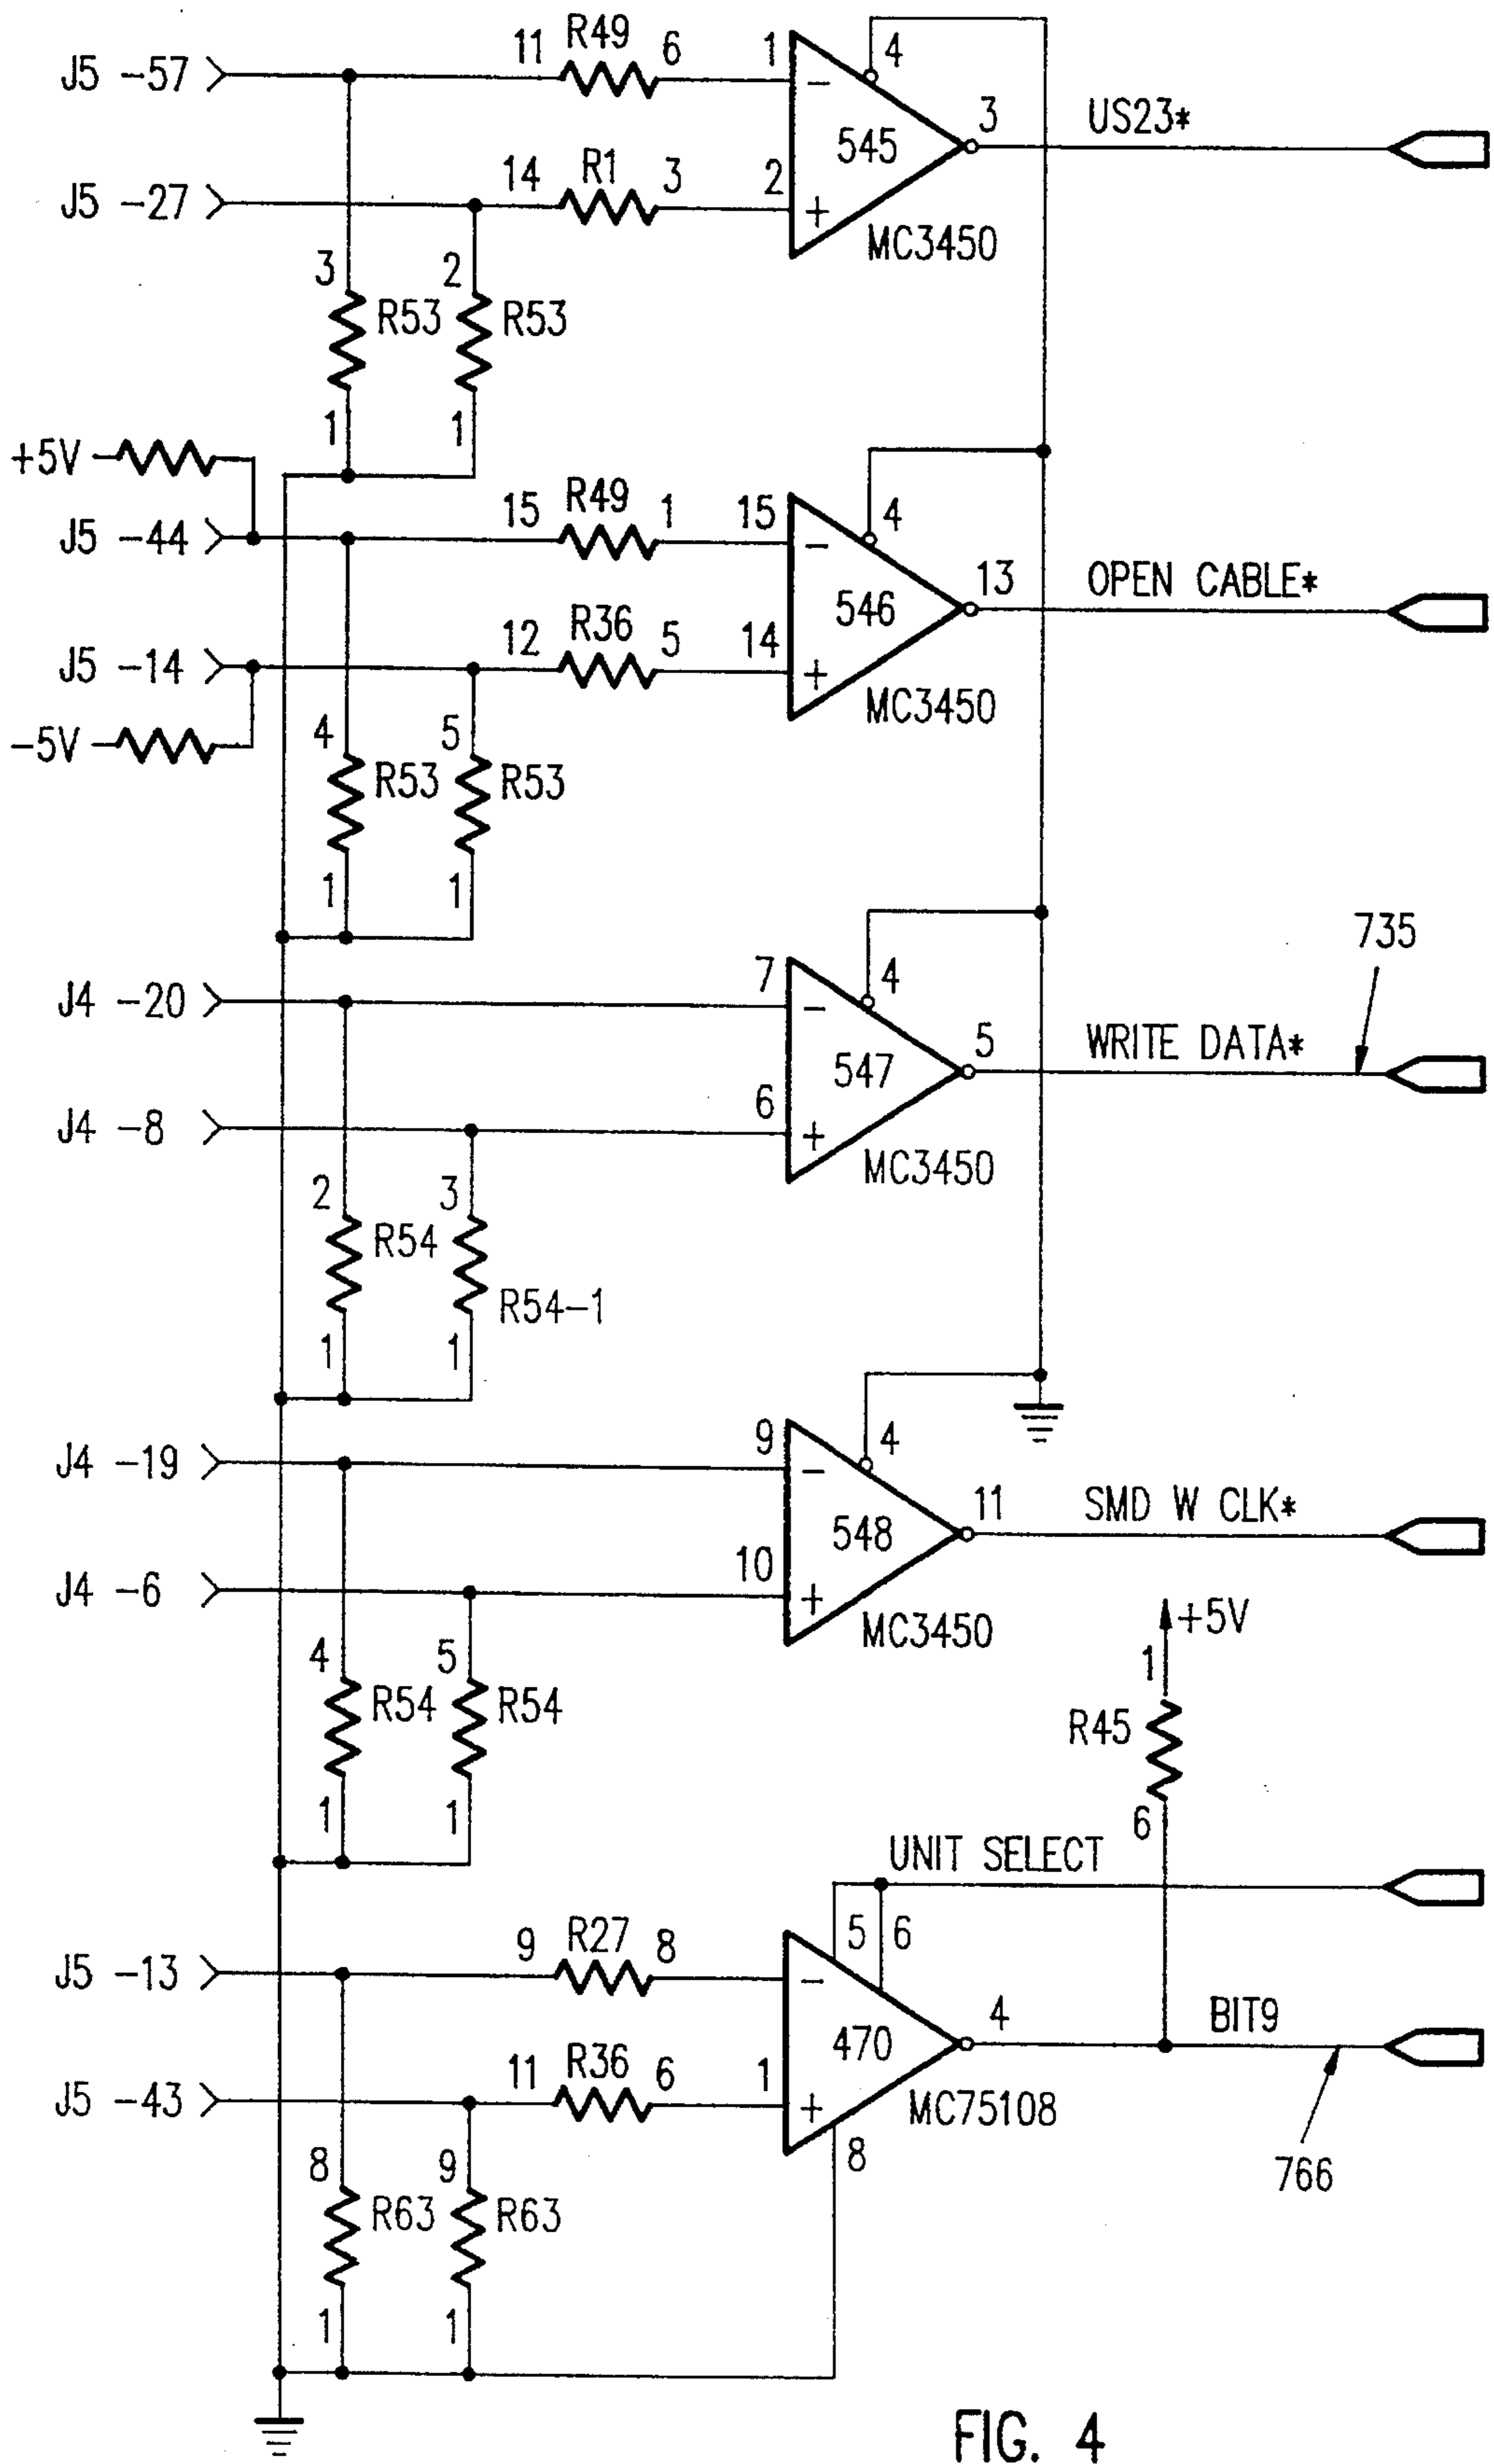 J5 -57 11 R49 6 1 4
- 545 3 US23*
J5 -27 14 R1 3 2 +
MC3450
3 R53 2 R53
1 1
+5V
J5 -44 15 R49 1 15 4
- 546 13 OPEN CABLE*
J5 -14 12 R36 5 14 +
MC3450
-5V
4 R53 5 R53
1 1
735
J4 -20 7 4
- 547 5 WRITE DATA*
J4 -8 6 +
MC3450
2 R54 3 R54-1
1 1
J4 -19 9 4
- 548 11 SMD W CLK*
J4 -6 10 +
MC3450
+5V
1
R45
6
4 R54 5 R54
1 1
UNIT SELECT
5 6
J5 -13 9 R27 8
- 470 4 BIT9
J5 -43 11 R36 6 1 +
MC75108
8
766
8 R63 9 R63
1 1
FIG. 4